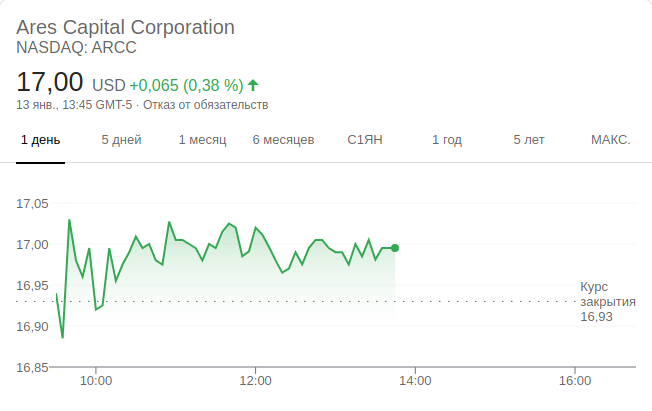 Ares Capital Corporation
NASDAQ: ARCC
17,00 USD +0,065 (0,38 %)
13 янв., 13:45 GMT-5 · Отказ от обязательств
1 день 5 дней 1 месяц 6 месяцев С1ЯН 1 год 5 лет МАКС.
17,05
17,00
16,95
16,90
16,85
Курс
закрытия
16,93
10:00 12:00 14:00 16:00